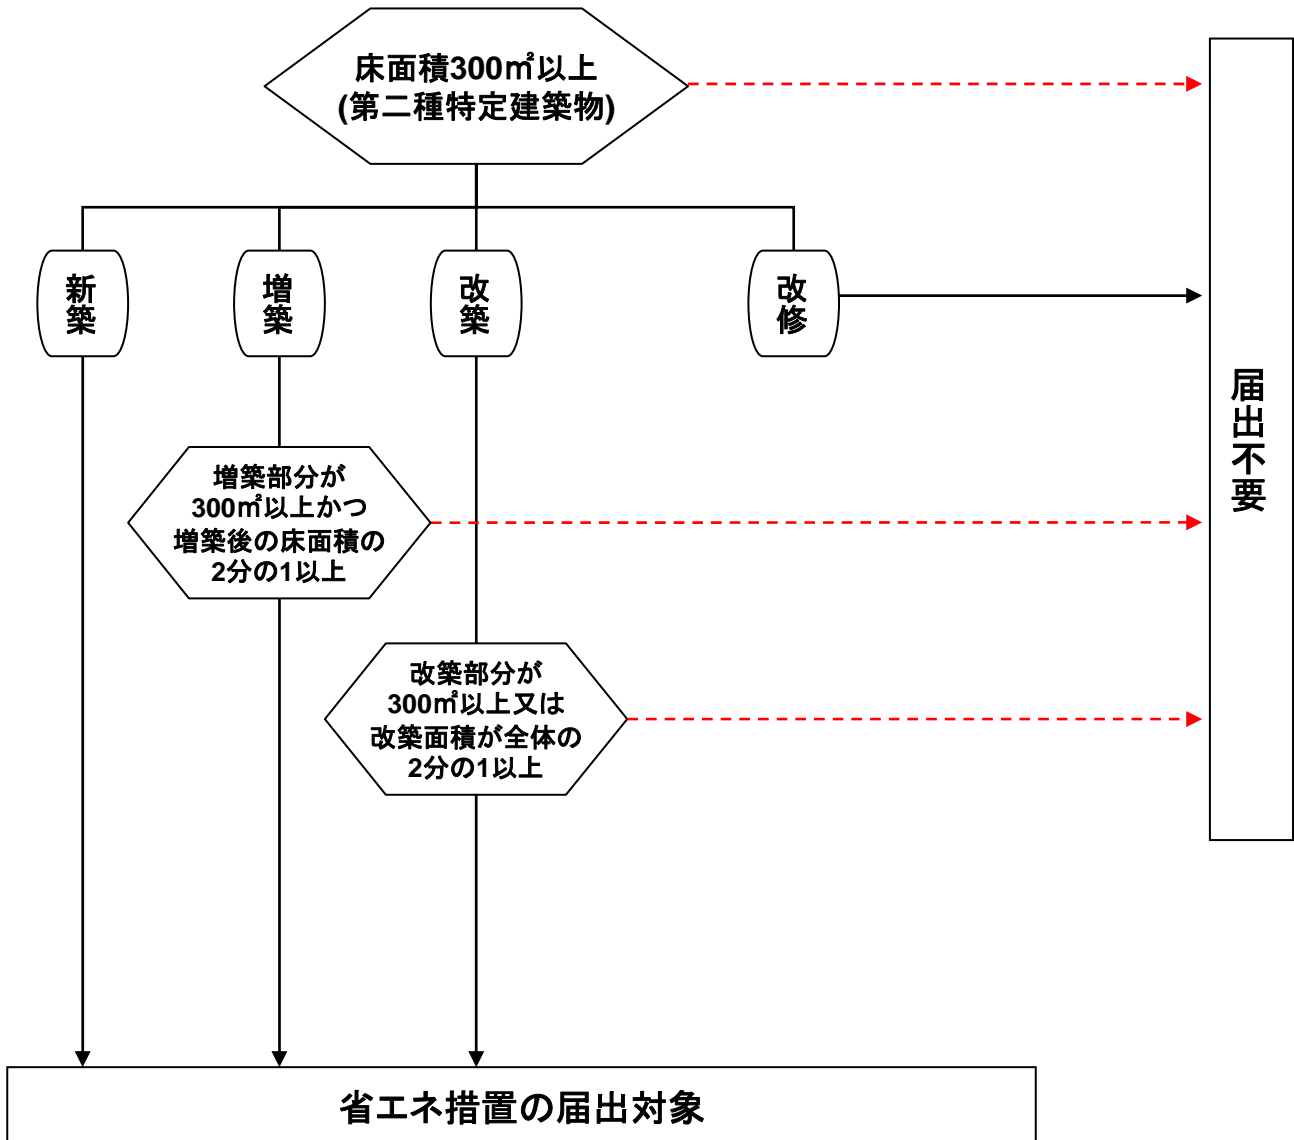 床面積300㎡以上
(第二種特定建築物)
新築
増築
改築
改修
届出不要
増築部分が
300㎡以上かつ
増築後の床面積の
2分の1以上
改築部分が
300㎡以上又は
改築面積が全体の
2分の1以上
省エネ措置の届出対象